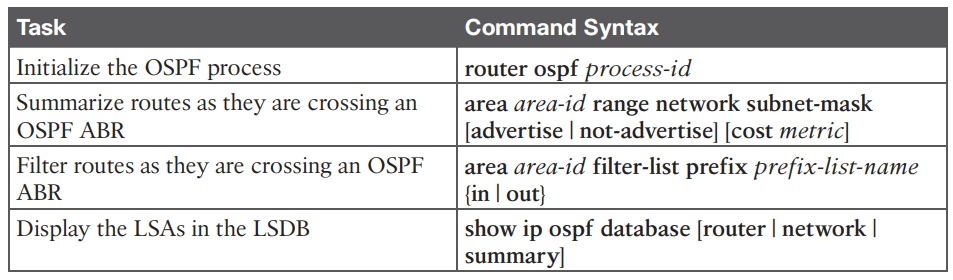 Task Command Syntax
Initialize the OSPF process router ospf process-id
Summarize routes as they are crossing an area area-id range network subnet-mask
OSPF ABR [advertise | not-advertise] [cost metric]
Filter routes as they are crossing an OSPF area area-id filter-list prefix prefix-list-name
ABR {in | out}
Display the LSAs in the LSDB show ip ospf database [router | network |
summary]